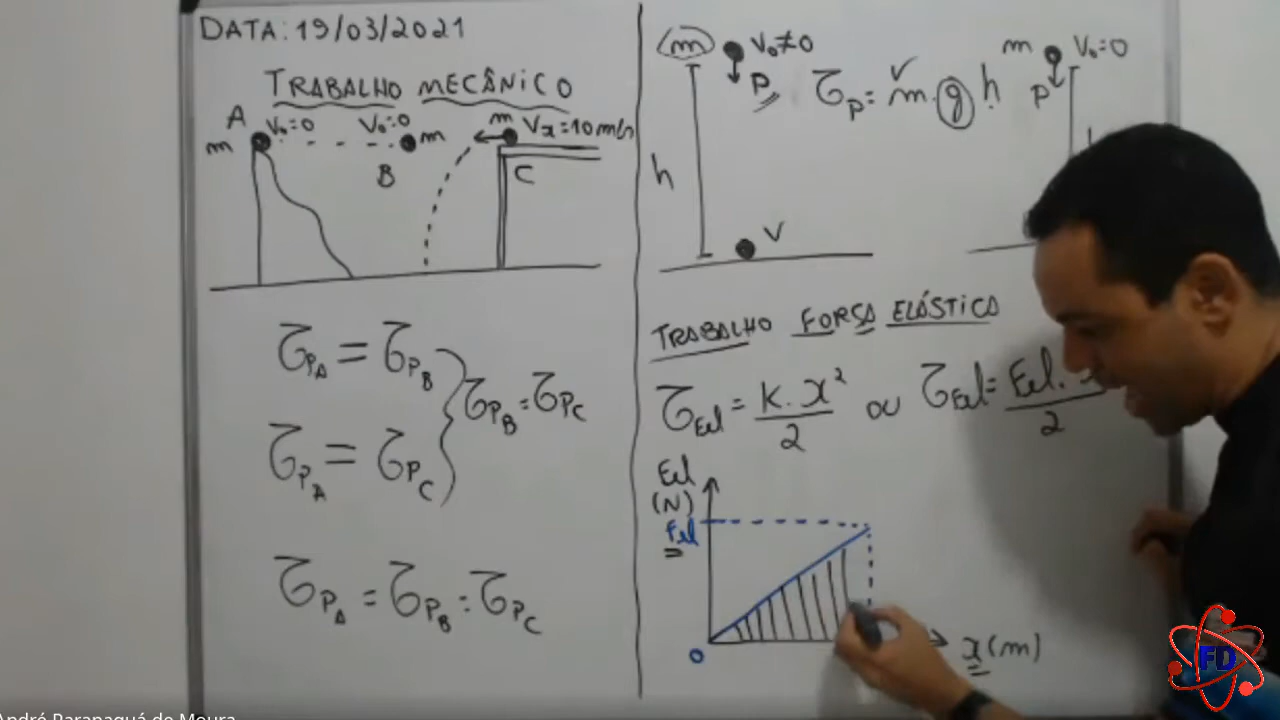 DATA: 19/03/2021
TRABALHO MECÂNICO
A
V₀=0
V₀=0
m
Vx=10m/s
m
m
B
C
τPA = τPB
τPB = τPC
τPA = τPC
τPA = τPB = τPC
m
V₀≠0
P
τP = m.g.h
m
V₀=0
P
h
V
TRABALHO FORÇA ELÁSTICA
τFel = K.x²/2 ou τFel = Fel.
2
Fel
(N)
Fel
0
x(m)
FD
André Paranaguá de Moura